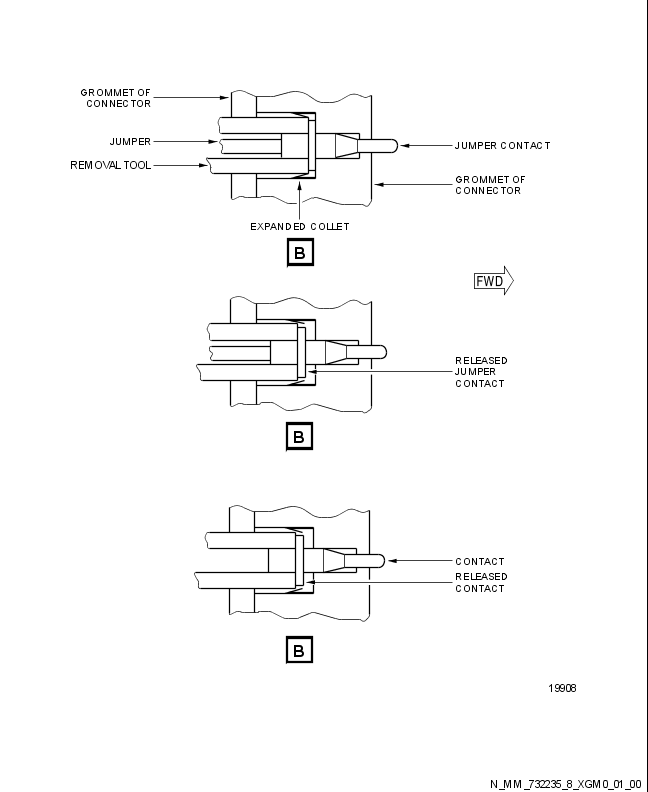 GROMMET OF
CONNECTOR
JUMPER
REMOVAL TOOL
JUMPER CONTACT
GROMMET OF
CONNECTOR
EXPANDED COLLET
B
FWD
RELEASED
JUMPER
CONTACT
B
CONTACT
RELEASED
CONTACT
B
19908
N_MM_732235_8_XGM0_01_00